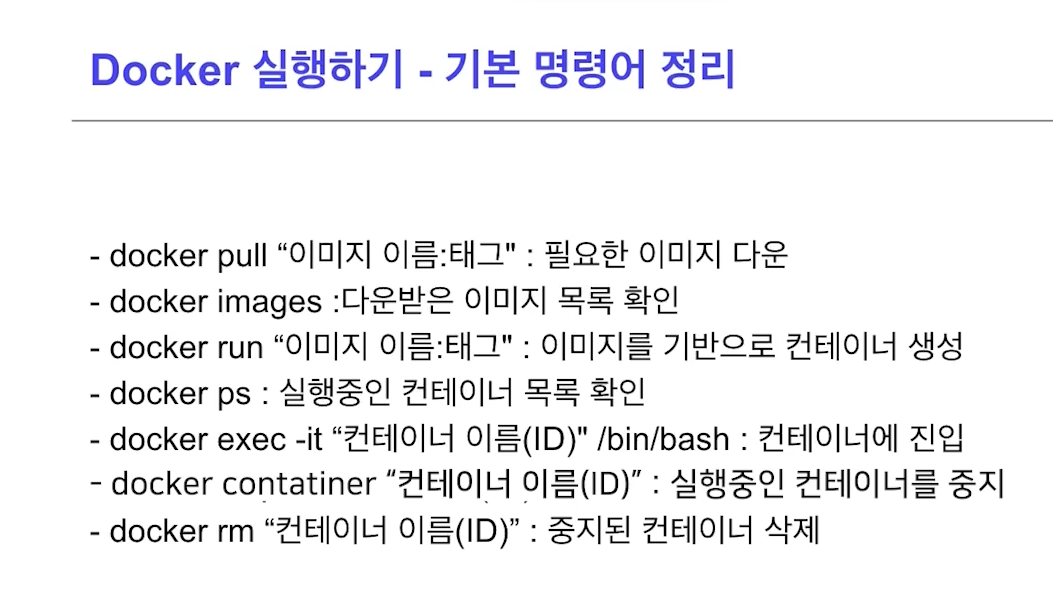 Docker 실행하기 - 기본 명령어 정리
- docker pull “이미지 이름:태그" : 필요한 이미지 다운
- docker images :다운받은 이미지 목록 확인
- docker run “이미지 이름:태그" : 이미지를 기반으로 컨테이너 생성
- docker ps : 실행중인 컨테이너 목록 확인
- docker exec -it “컨테이너 이름(ID)" /bin/bash : 컨테이너에 진입
- docker contatiner “컨테이너 이름(ID)” : 실행중인 컨테이너를 중지
- docker rm “컨테이너 이름(ID)” : 중지된 컨테이너 삭제